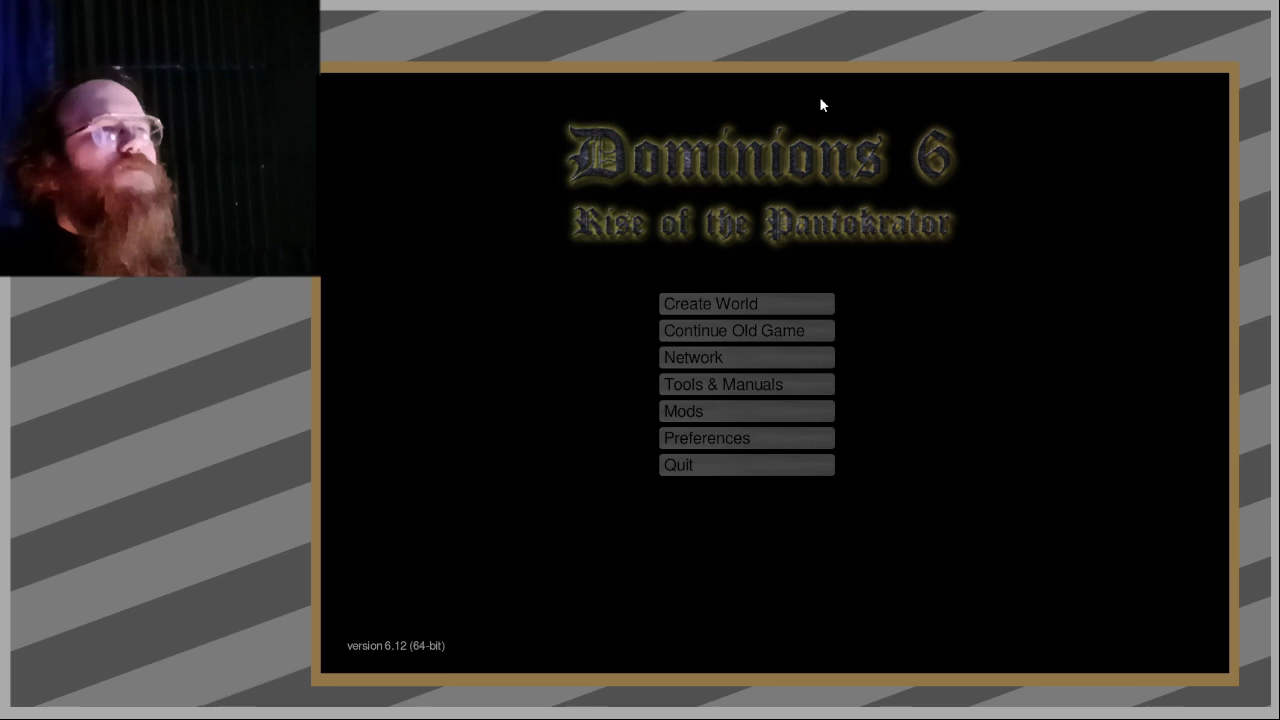 Dominions 6
Rise of the Pantokrator
Create World
Continue Old Game
Network
Tools & Manuals
Mods
Preferences
Quit
version 6.12 (64-bit)